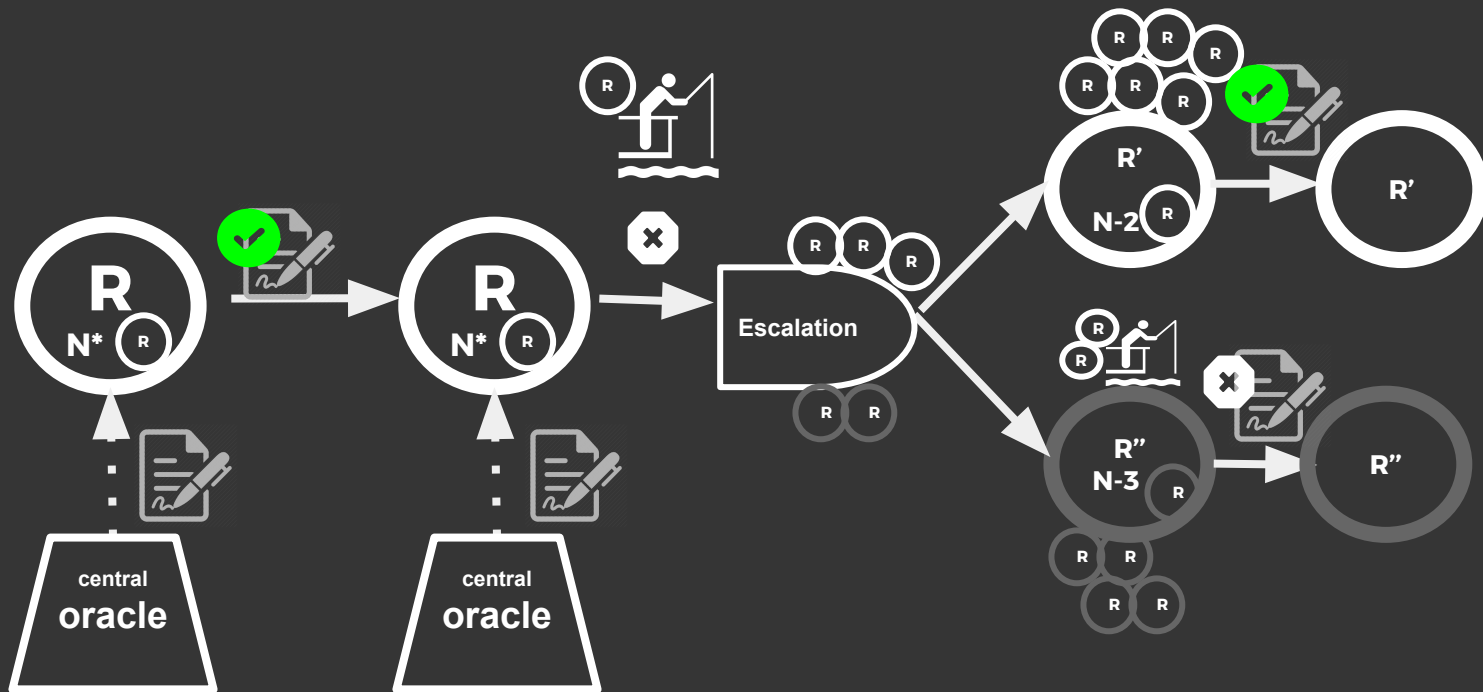 R
N* R
central
oracle
R
N* R
central
oracle
R
R R R
Escalation
R R
R R R
R R R
R'
N-2 R
R'
R
R
R”
N-3
R
R”
R R
R R